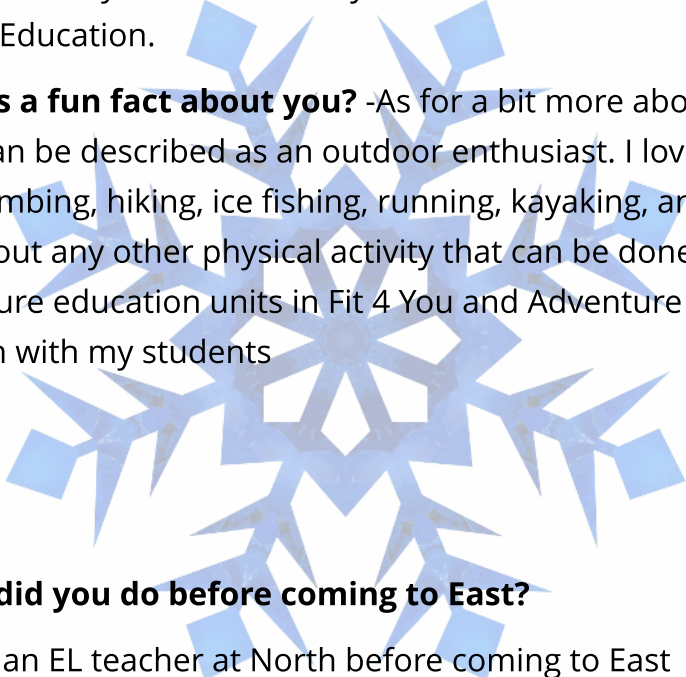 Education.
s a fun fact about you? -As for a bit more abo
an be described as an outdoor enthusiast. I lov
mbing, hiking, ice fishing, running, kayaking, an
out any other physical activity that can be done
ure education units in Fit 4 You and Adventure
n with my students
did you do before coming to East?
an EL teacher at North before coming to East